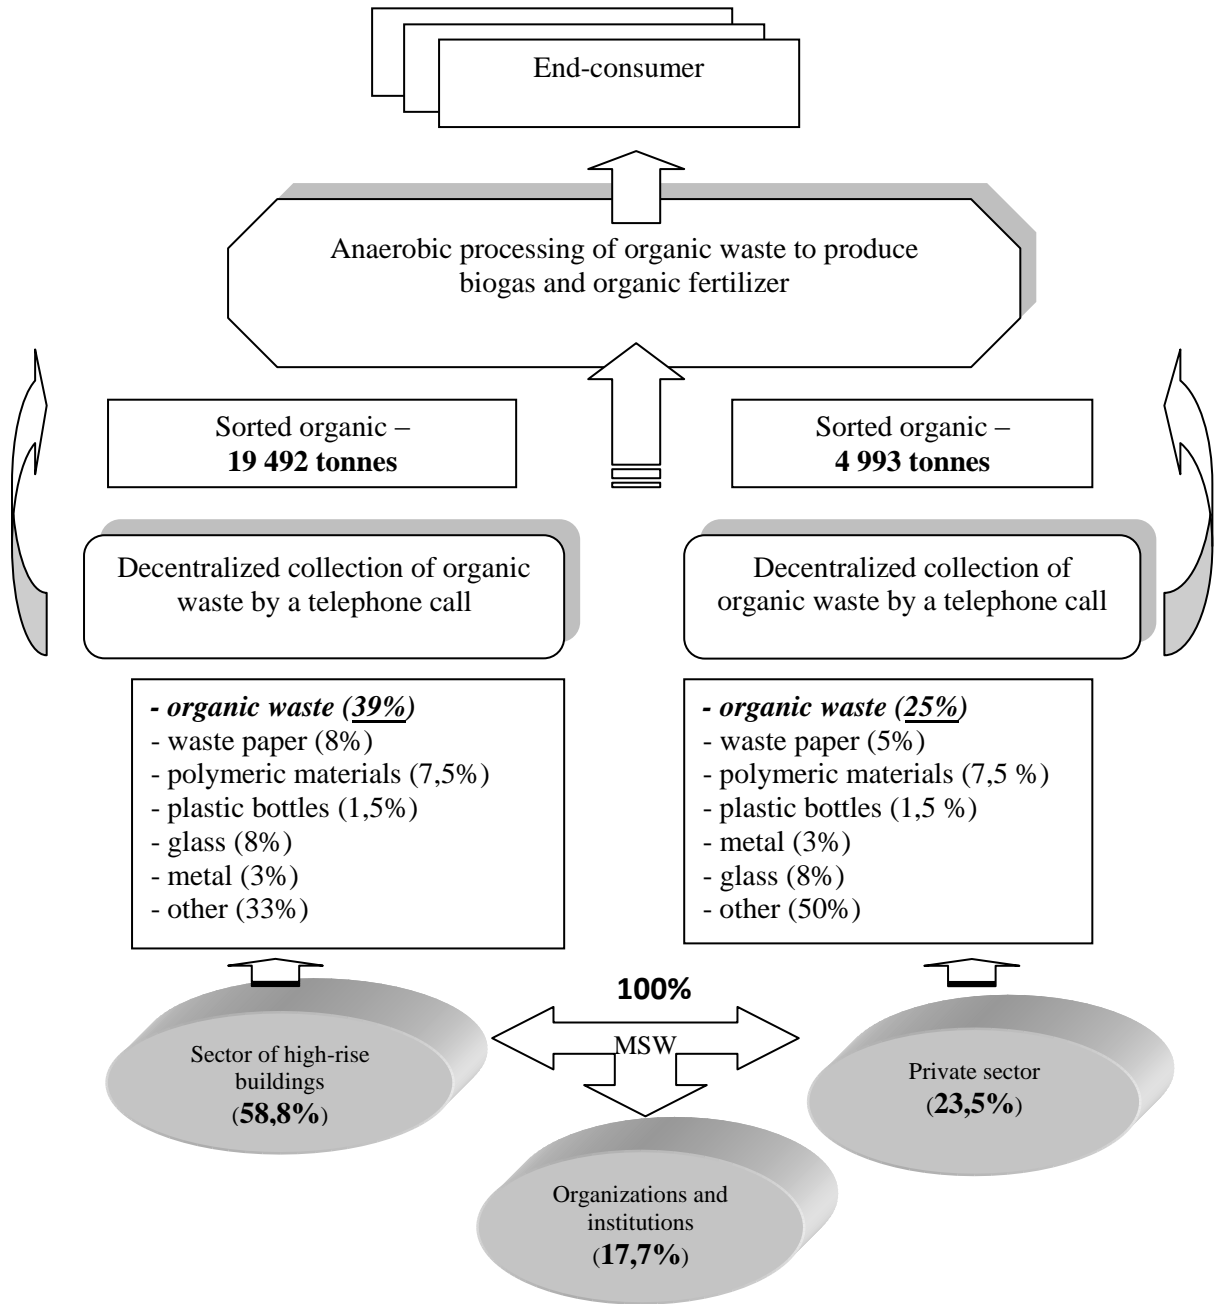 End-consumer
Anaerobic processing of organic waste to produce
biogas and organic fertilizer
Sorted organic –
19 492 tonnes
Sorted organic –
4 993 tonnes
Decentralized collection of organic
waste by a telephone call
Decentralized collection of
organic waste by a telephone call
- organic waste (39%)
- waste paper (8%)
- polymeric materials (7,5%)
- plastic bottles (1,5%)
- glass (8%)
- metal (3%)
- other (33%)
- organic waste (25%)
- waste paper (5%)
- polymeric materials (7,5 %)
- plastic bottles (1,5 %)
- metal (3%)
- glass (8%)
- other (50%)
100%
MSW
Sector of high-rise
buildings
(58,8%)
Private sector
(23,5%)
Organizations and
institutions
(17,7%)